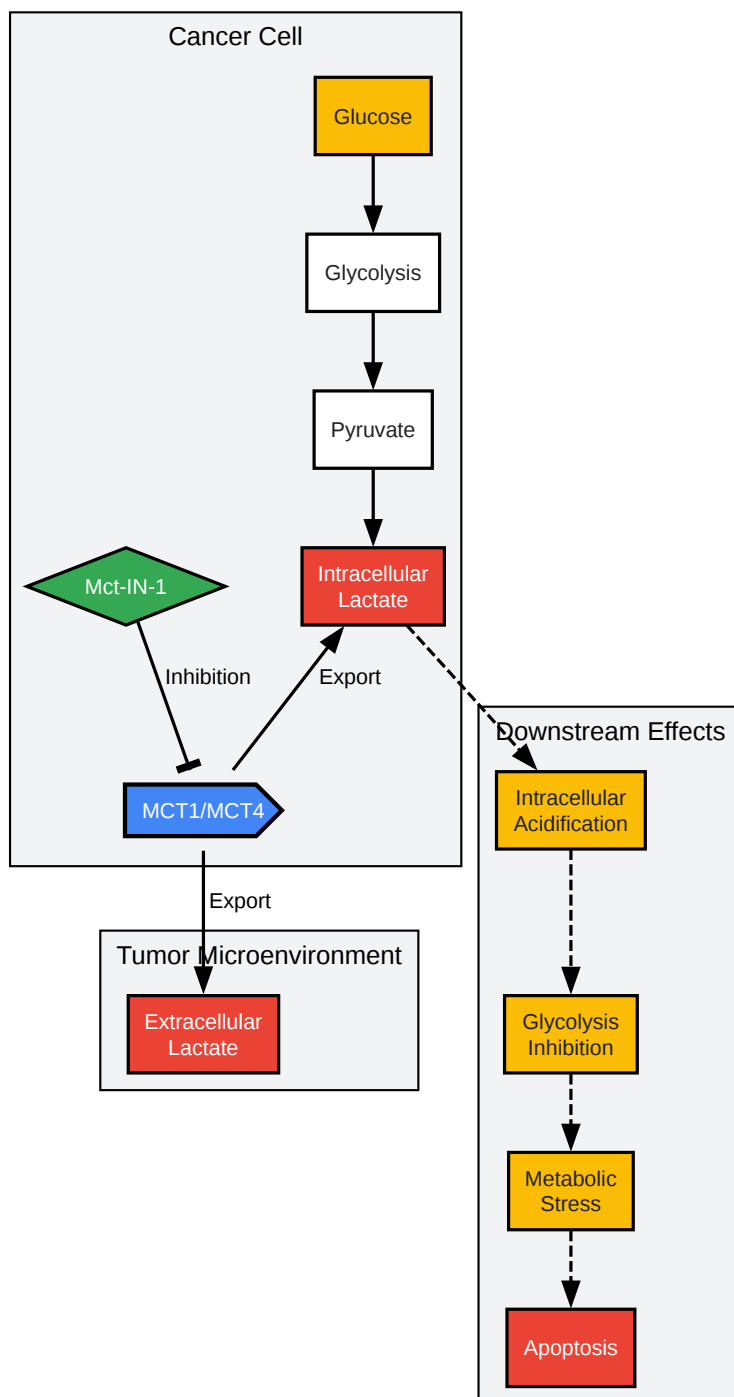 Cancer Cell
Glucose
Glycolysis
Pyruvate
Intracellular
Lactate
Mct-IN-1
Inhibition
Export
MCT1/MCT4
Export
Tumor Microenvironment
Extracellular
Lactate
Downstream Effects
Intracellular
Acidification
Glycolysis
Inhibition
Metabolic
Stress
Apoptosis